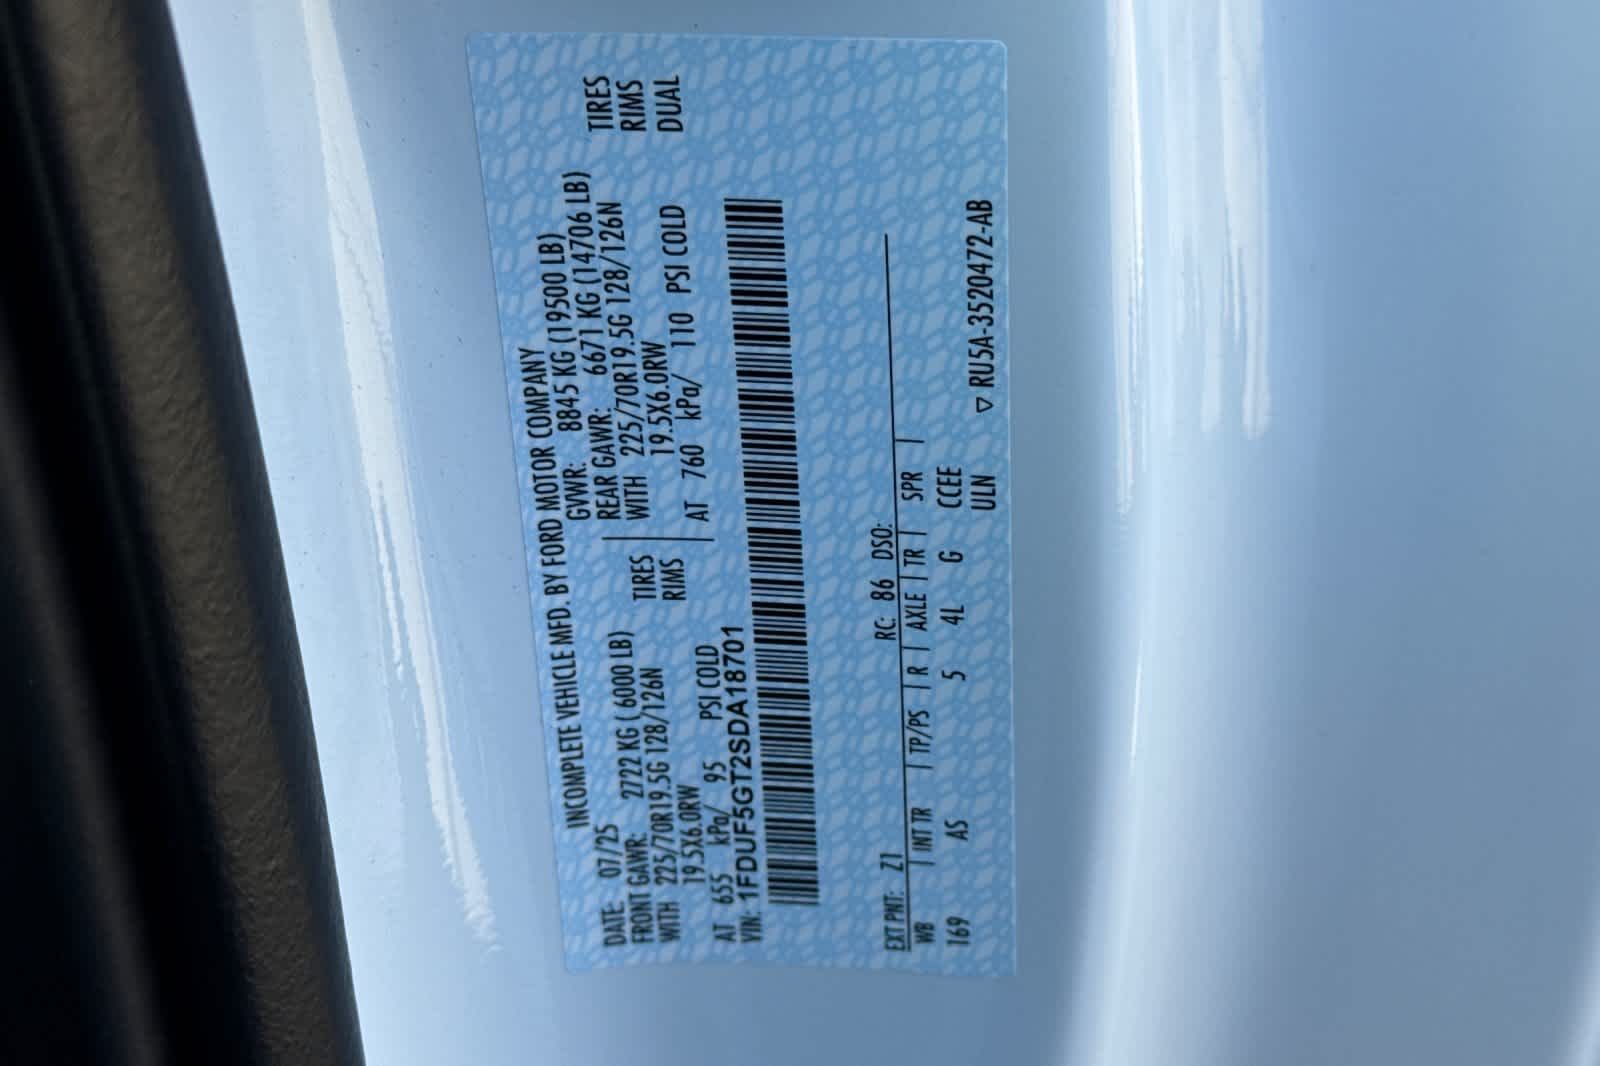 INCOMPLETE VEHICLE MFD. BY FORD MOTOR COMPANY
DATE: 07/25 GVWR: 8845 KG (19500 LB)
FRONT GAWR: 2722 KG ( 6000 LB) REAR GAWR: 6671 KG (14706 LB)
WITH 225/70R19.5G 128/126N TIRES WITH 225/70R19.5G 128/126N TIRES
19.5X6.0RW RIMS 19.5X6.0RW RIMS
AT 655 kPa/ 95 PSI COLD AT 760 kPa/ 110 PSI COLD DUAL
VIN: 1FDUF5GT2SDA18701
EXT PNT: Z1 RC: 86 DSO:
WB | INT TR | TP/PS | R | AXLE | TR | SPR |
169 AS 5 4L G CCEE
ULN ▽ RU5A-3520472-AB